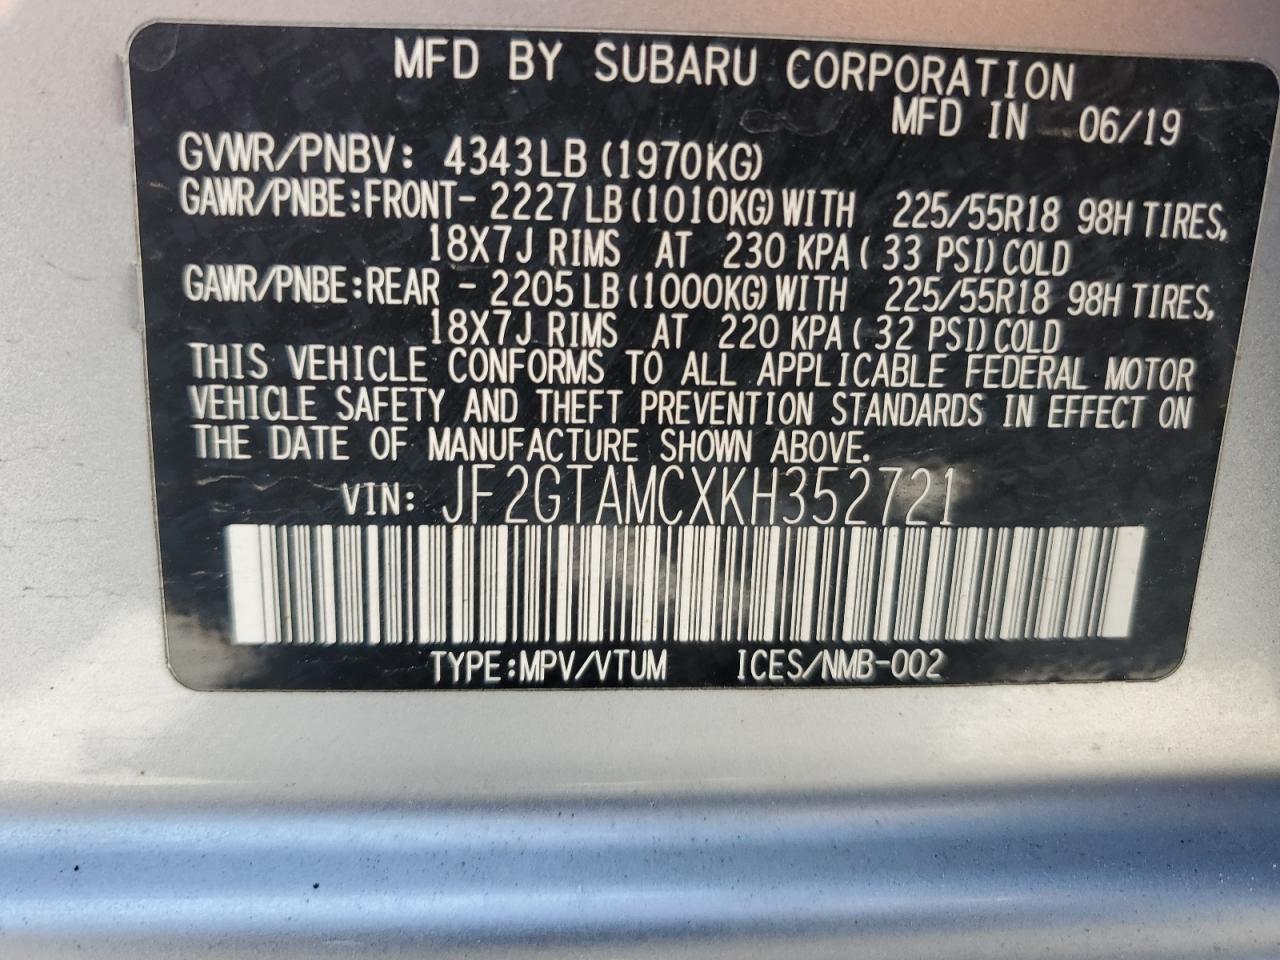 MFD BY SUBARU CORPORATION
MFD IN 06/19
GVWR/PNBV: 4343LB (1970KG)
GAWR/PNBE:FRONT- 2227LB(1010KG)WITH 225/55R18 98H TIRES,
18X7J RIMS AT 230 KPA ( 33 PSI)COLD
GAWR/PNBE:REAR - 2205LB(1000KG)WITH 225/55R18 98H TIRES,
18X7J RIMS AT 220 KPA ( 32 PSI)COLD
THIS VEHICLE CONFORMS TO ALL APPLICABLE FEDERAL MOTOR
VEHICLE SAFETY AND THEFT PREVENTION STANDARDS IN EFFECT ON
THE DATE OF MANUFACTURE SHOWN ABOVE.
VIN: JF2GTAMCXKH352721
TYPE:MPV/VTUM ICES/NMB-002